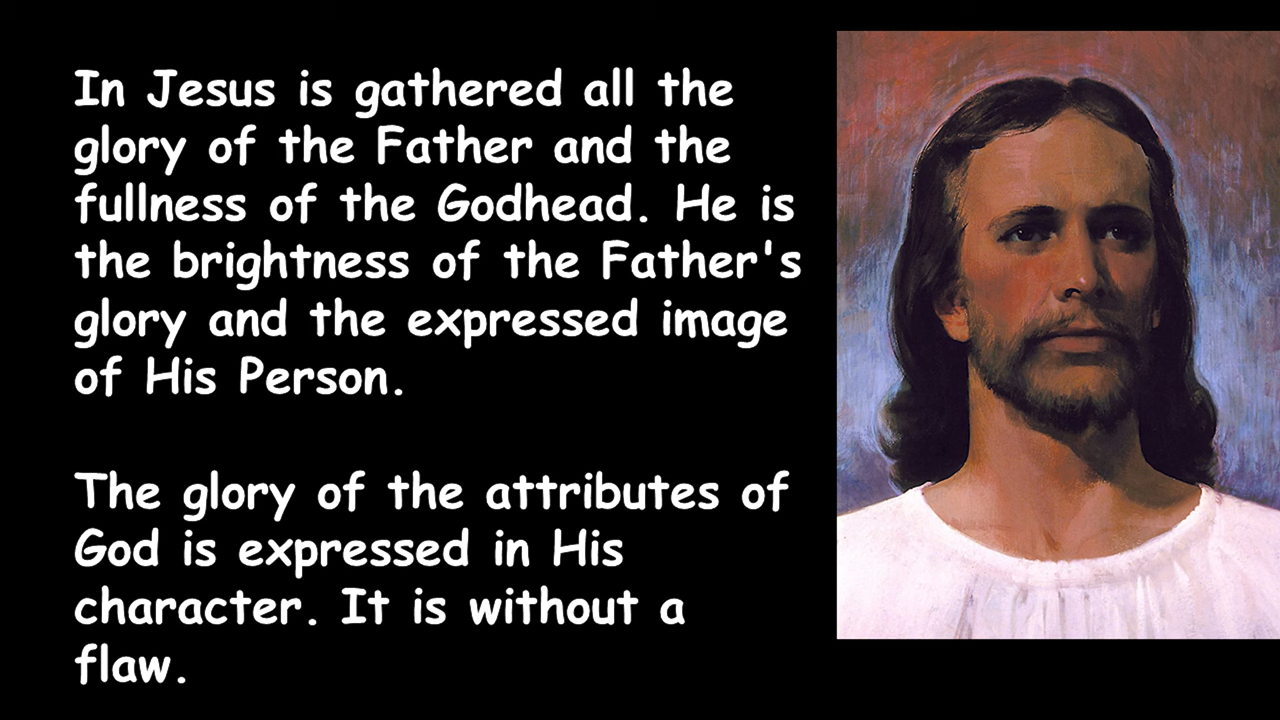 In Jesus is gathered all the
glory of the Father and the
fullness of the Godhead. He is
the brightness of the Father's
glory and the expressed image
of His Person.
The glory of the attributes of
God is expressed in His
character. It is without a
flaw.